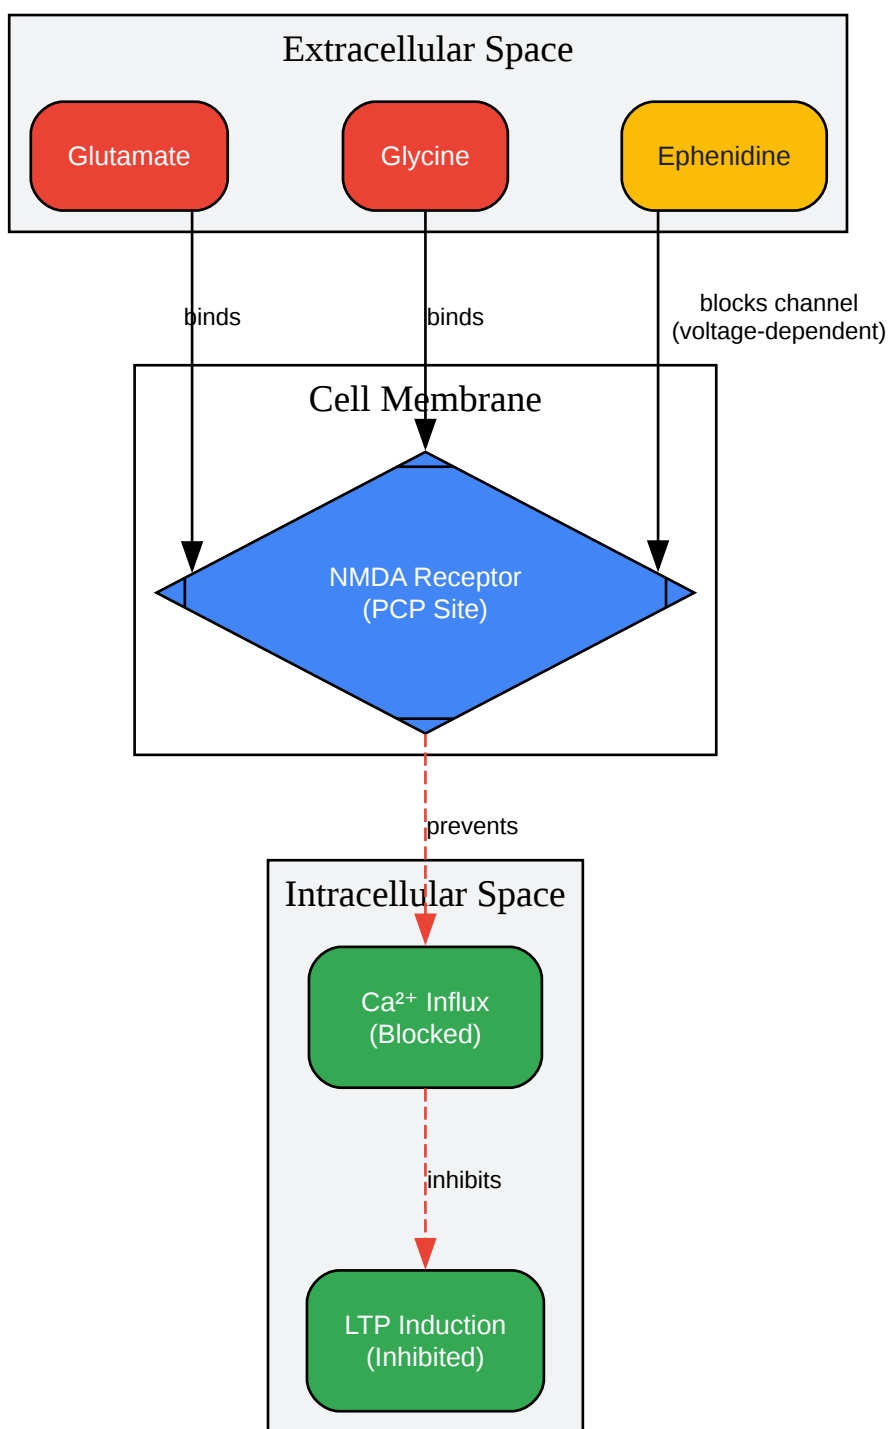 Extracellular Space
Glutamate
Glycine
Ephenidine
binds
binds
blocks channel
(voltage-dependent)
Cell Membrane
NMDA Receptor
(PCP Site)
prevents
Intracellular Space
Ca²⁺ Influx
(Blocked)
inhibits
LTP Induction
(Inhibited)